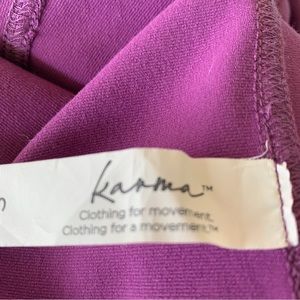 karma™
Clothing for movement.
Clothing for a movement.™
S